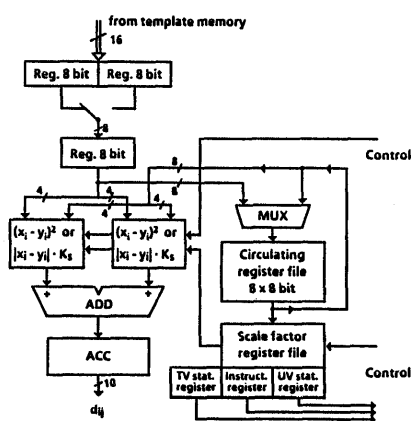 from template memory
16
Reg. 8 bit Reg. 8 bit
8
Reg. 8 bit
8
Control
4 4 8
4 4
MUX
(xi - yi)² or
|xi - yi| · Ks
(xi - yi)² or
|xi - yi| · Ks
Circulating
register file
8 x 8 bit
+ +
ADD
Scale factor
register file
ACC
Control
TV stat.
register
Instruct.
register
UV stat.
register
10
dij